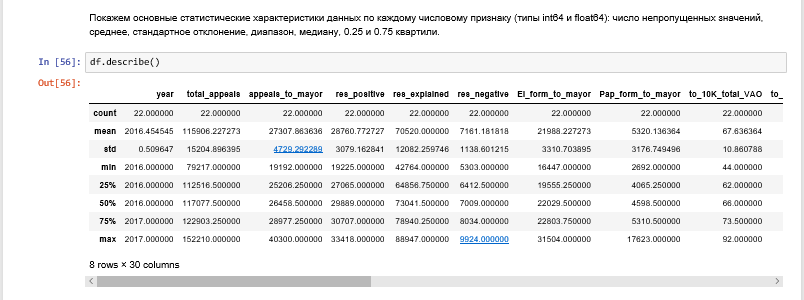 Покажем основные статистические характеристики данных по каждому числовому признаку (типы int64 и float64): число непропущенных значений,
среднее, стандартное отклонение, диапазон, медиану, 0.25 и 0.75 квартили.
In [56]: df.describe()
Out[56]:
year total_appeals appeals_to_mayor res_positive res_explained res_negative El_form_to_mayor Pap_form_to_mayor to_10K_total_VAO to_
count 22.000000 22.000000 22.000000 22.000000 22.000000 22.000000 22.000000 22.000000 22.000000
mean 2016.454545 115906.227273 27307.863636 28760.772727 70520.000000 7161.181818 21988.227273 5320.136364 67.636364
std 0.509647 15204.896395 4729.292289 3079.162841 12082.259746 1138.601215 3310.703895 3176.749496 10.860788
min 2016.000000 79217.000000 19192.000000 19225.000000 42764.000000 5303.000000 16447.000000 2692.000000 44.000000
25% 2016.000000 112516.500000 25206.250000 27065.000000 64856.750000 6412.500000 19555.250000 4065.250000 62.000000
50% 2016.000000 117077.500000 26458.500000 29889.000000 73041.500000 7009.000000 22029.500000 4598.500000 66.000000
75% 2017.000000 122903.250000 28977.250000 30707.000000 78940.250000 8034.000000 22803.750000 5310.500000 73.500000
max 2017.000000 152210.000000 40300.000000 33418.000000 88947.000000 9924.000000 31504.000000 17623.000000 92.000000
8 rows × 30 columns